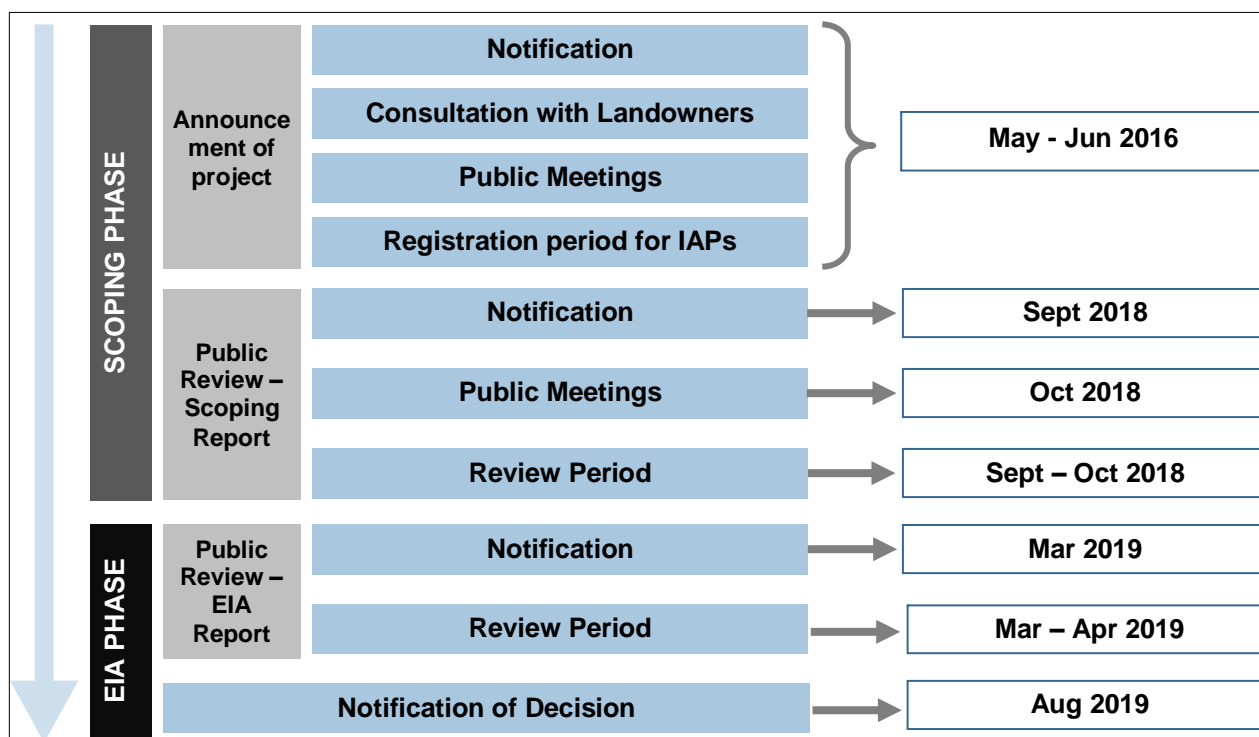 SCOPING PHASE
Announce
ment of
project
Notification
Consultation with Landowners
Public Meetings
Registration period for IAPs
May - Jun 2016
Public
Review –
Scoping
Report
Notification
Sept 2018
Public Meetings
Oct 2018
Review Period
Sept – Oct 2018
EIA PHASE
Public
Review –
EIA
Report
Notification
Mar 2019
Review Period
Mar – Apr 2019
Notification of Decision
Aug 2019